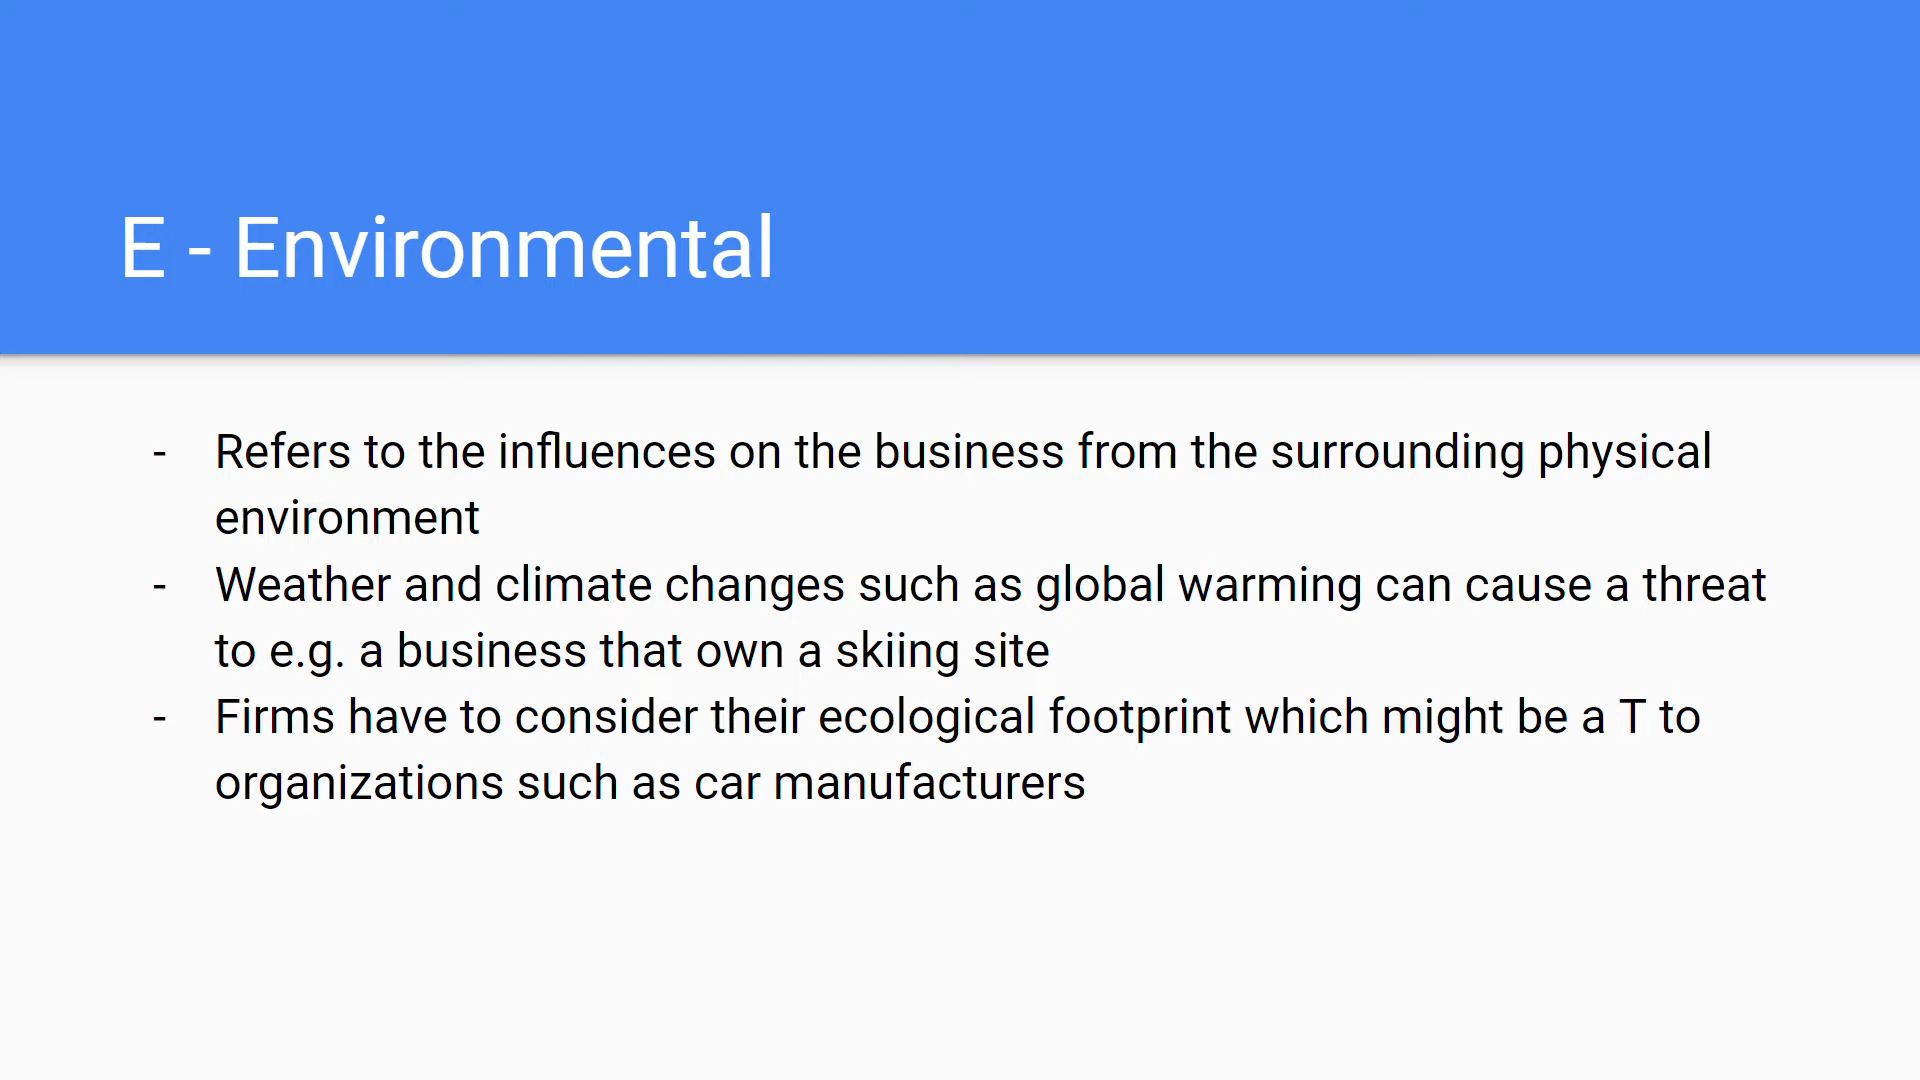 E - Environmental
- Refers to the influences on the business from the surrounding physical
environment
- Weather and climate changes such as global warming can cause a threat
to e.g. a business that own a skiing site
- Firms have to consider their ecological footprint which might be a T to
organizations such as car manufacturers